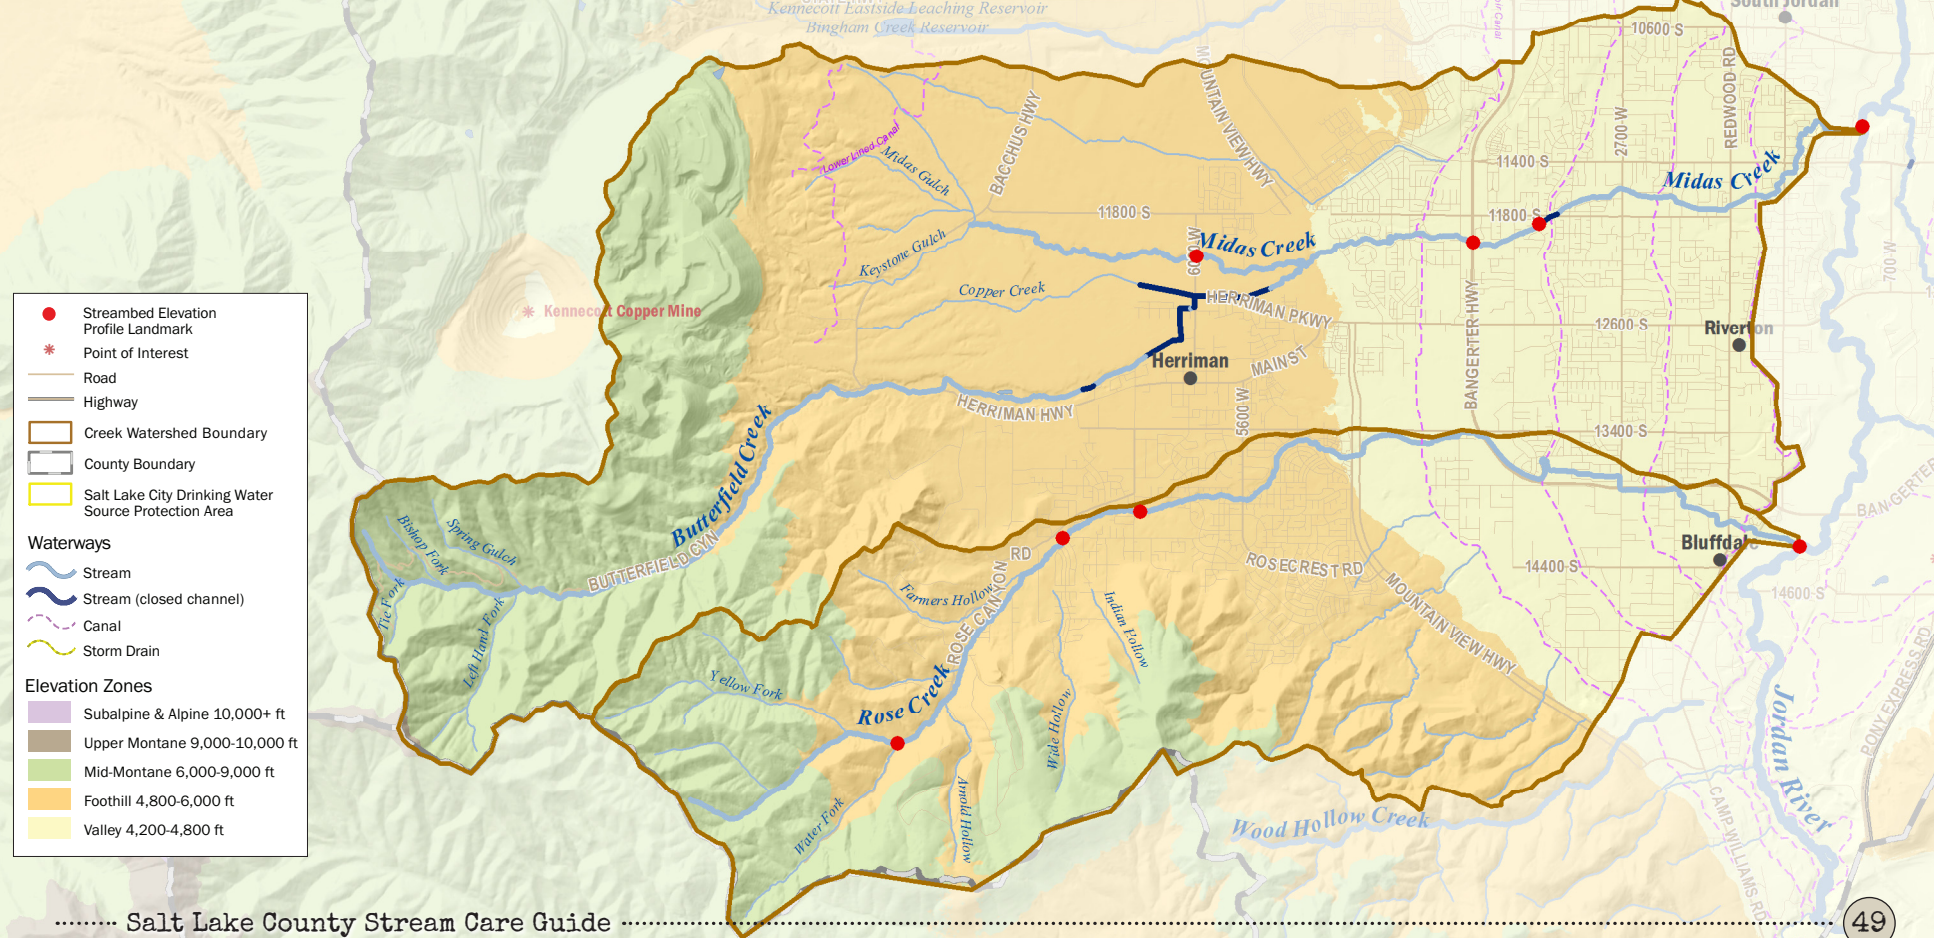 Kennecott Eastside Leaching Reservoir
Bingham Creek Reservoir
South Jordan
10600 S
REDWOOD RD
2700 W
BACCHUS HWY
MOUNTAIN VIEW HWY
Lower Lined Canal
Midas Gulch
11400 S
Midas Creek
11800 S
11800 S
Keystone Gulch
Midas Creek
Copper Creek
HERRIMAN PKWY
700 W
Kennecott Copper Mine
BANGERTER HWY
12600 S
Riverton
Herriman
MAIN ST
HERRIMAN HWY
5600 W
13400 S
Butterfield Creek
BUTTERFIELD CYN
Bishop Fork
Spring Gulch
Tie Fork
Left Hand Fork
BANGERTER
Bluffdale
14400 S
14600 S
ROSECREST RD
MOUNTAIN VIEW HWY
Farmers Hollow
ROSE CANYON RD
Indian Follow
Yellow Fork
Rose Creek
Wide Hollow
Water Fork
Arnold Hollow
Wood Hollow Creek
Jordan River
PONY EXPRESS RD
CAMP WILLIAMS RD
Streambed Elevation
Profile Landmark
Point of Interest
Road
Highway
Creek Watershed Boundary
County Boundary
Salt Lake City Drinking Water
Source Protection Area
Waterways
Stream
Stream (closed channel)
Canal
Storm Drain
Elevation Zones
Subalpine & Alpine 10,000+ ft
Upper Montane 9,000-10,000 ft
Mid-Montane 6,000-9,000 ft
Foothill 4,800-6,000 ft
Valley 4,200-4,800 ft
Salt Lake County Stream Care Guide
49